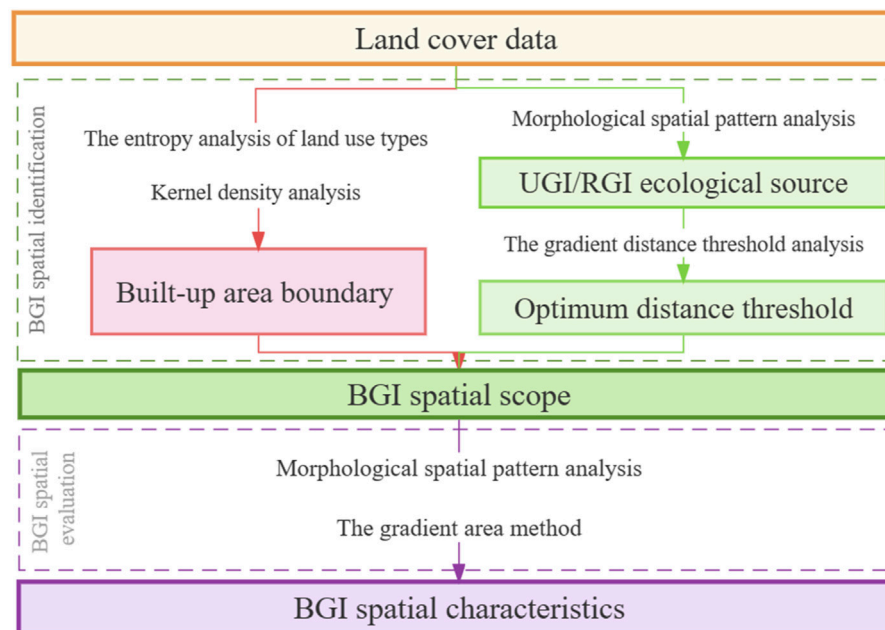 Land cover data
BGI spatial identification
The entropy analysis of land use types
Kernel density analysis
Built-up area boundary
Morphological spatial pattern analysis
UGI/RGI ecological source
The gradient distance threshold analysis
Optimum distance threshold
BGI spatial scope
BGI spatial
evaluation
Morphological spatial pattern analysis
The gradient area method
BGI spatial characteristics